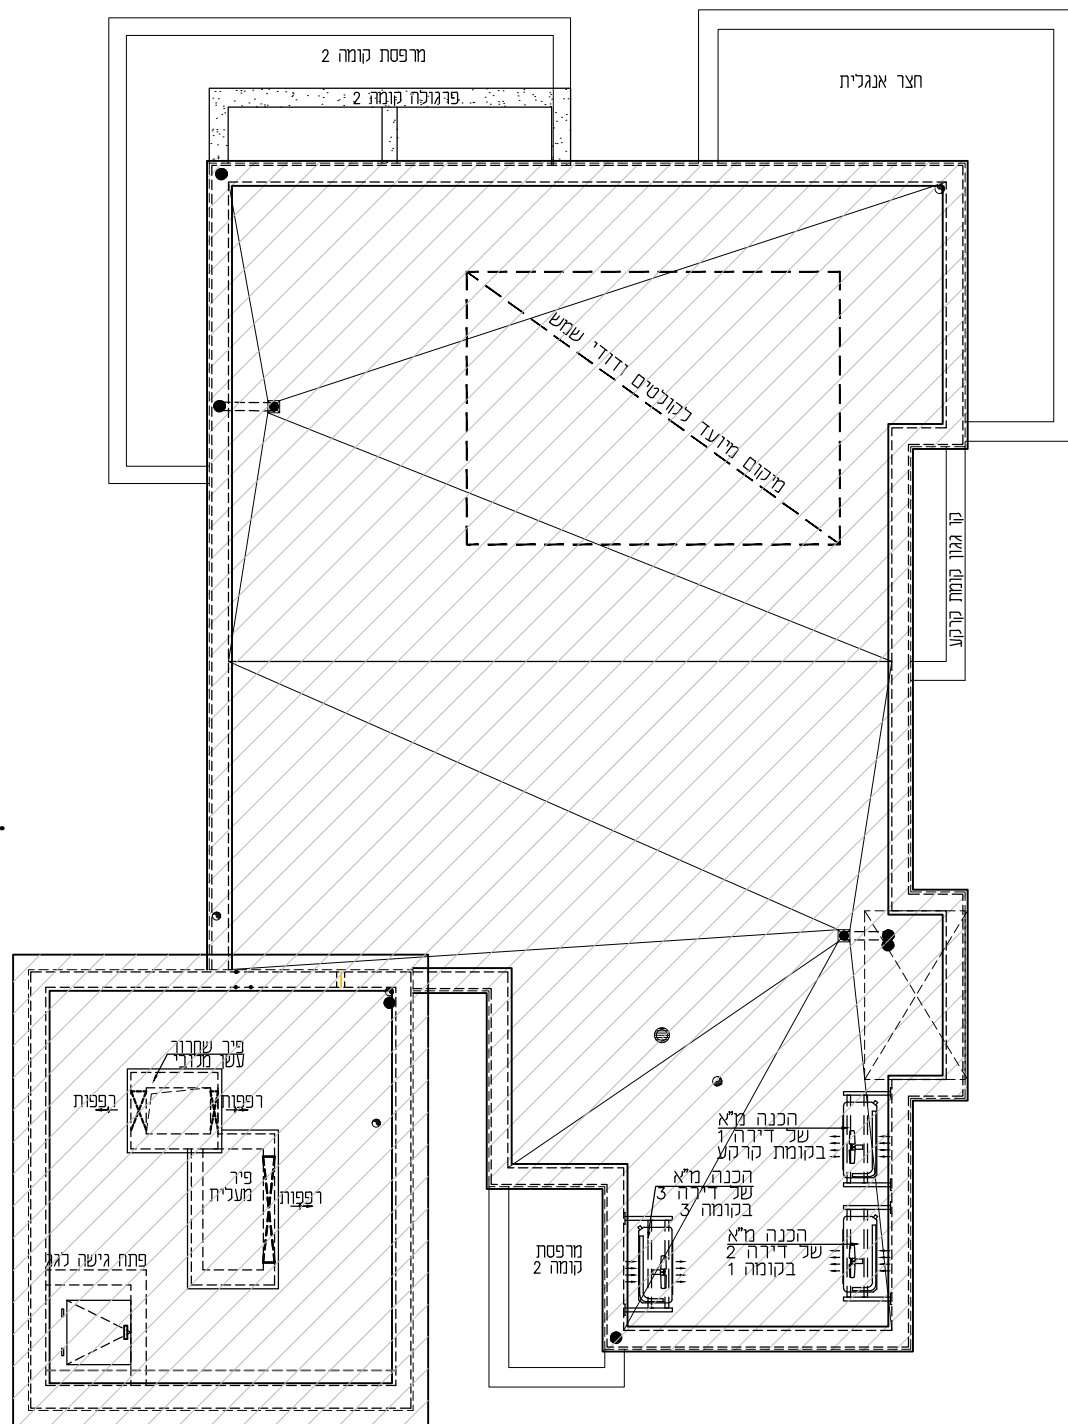 מרפסת קומה 2
פרגולה קומה 2
חצר אנגלית
מיקום מיועד לקולטים ודודי שמש
קו גגון קומת קרקע
פיר שחרור
עשן מלובי
רפפות
רפפות
פיר
מעלית
רפפות
פתח גישה לגג
הכנה מ"א
של דירה 1
בקומת קרקע
הכנה מ"א
של דירה 3
בקומה 3
הכנה מ"א
של דירה 2
בקומה 1
מרפסת
קומה 2